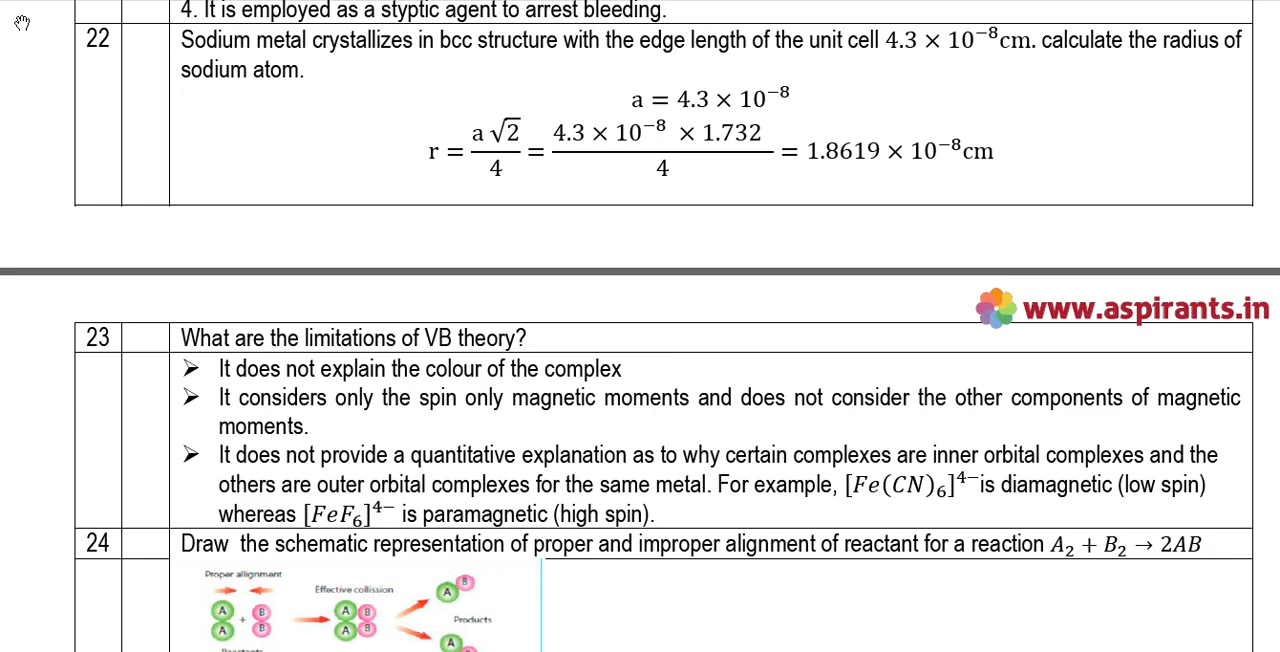 4. It is employed as a styptic agent to arrest bleeding.
22 Sodium metal crystallizes in bcc structure with the edge length of the unit cell 4.3 × 10⁻⁸cm. calculate the radius of
sodium atom.
a = 4.3 × 10⁻⁸
r = a √2 / 4 = 4.3 × 10⁻⁸ × 1.732 / 4 = 1.8619 × 10⁻⁸cm
www.aspirants.in
23 What are the limitations of VB theory?
➢ It does not explain the colour of the complex
➢ It considers only the spin only magnetic moments and does not consider the other components of magnetic
moments.
➢ It does not provide a quantitative explanation as to why certain complexes are inner orbital complexes and the
others are outer orbital complexes for the same metal. For example, [Fe(CN)₆]⁴⁻is diamagnetic (low spin)
whereas [FeF₆]⁴⁻ is paramagnetic (high spin).
24 Draw the schematic representation of proper and improper alignment of reactant for a reaction A₂ + B₂ → 2AB
Proper allignment
Effective collission
A B
A + B A B
A B A B
Products
A
Reactants